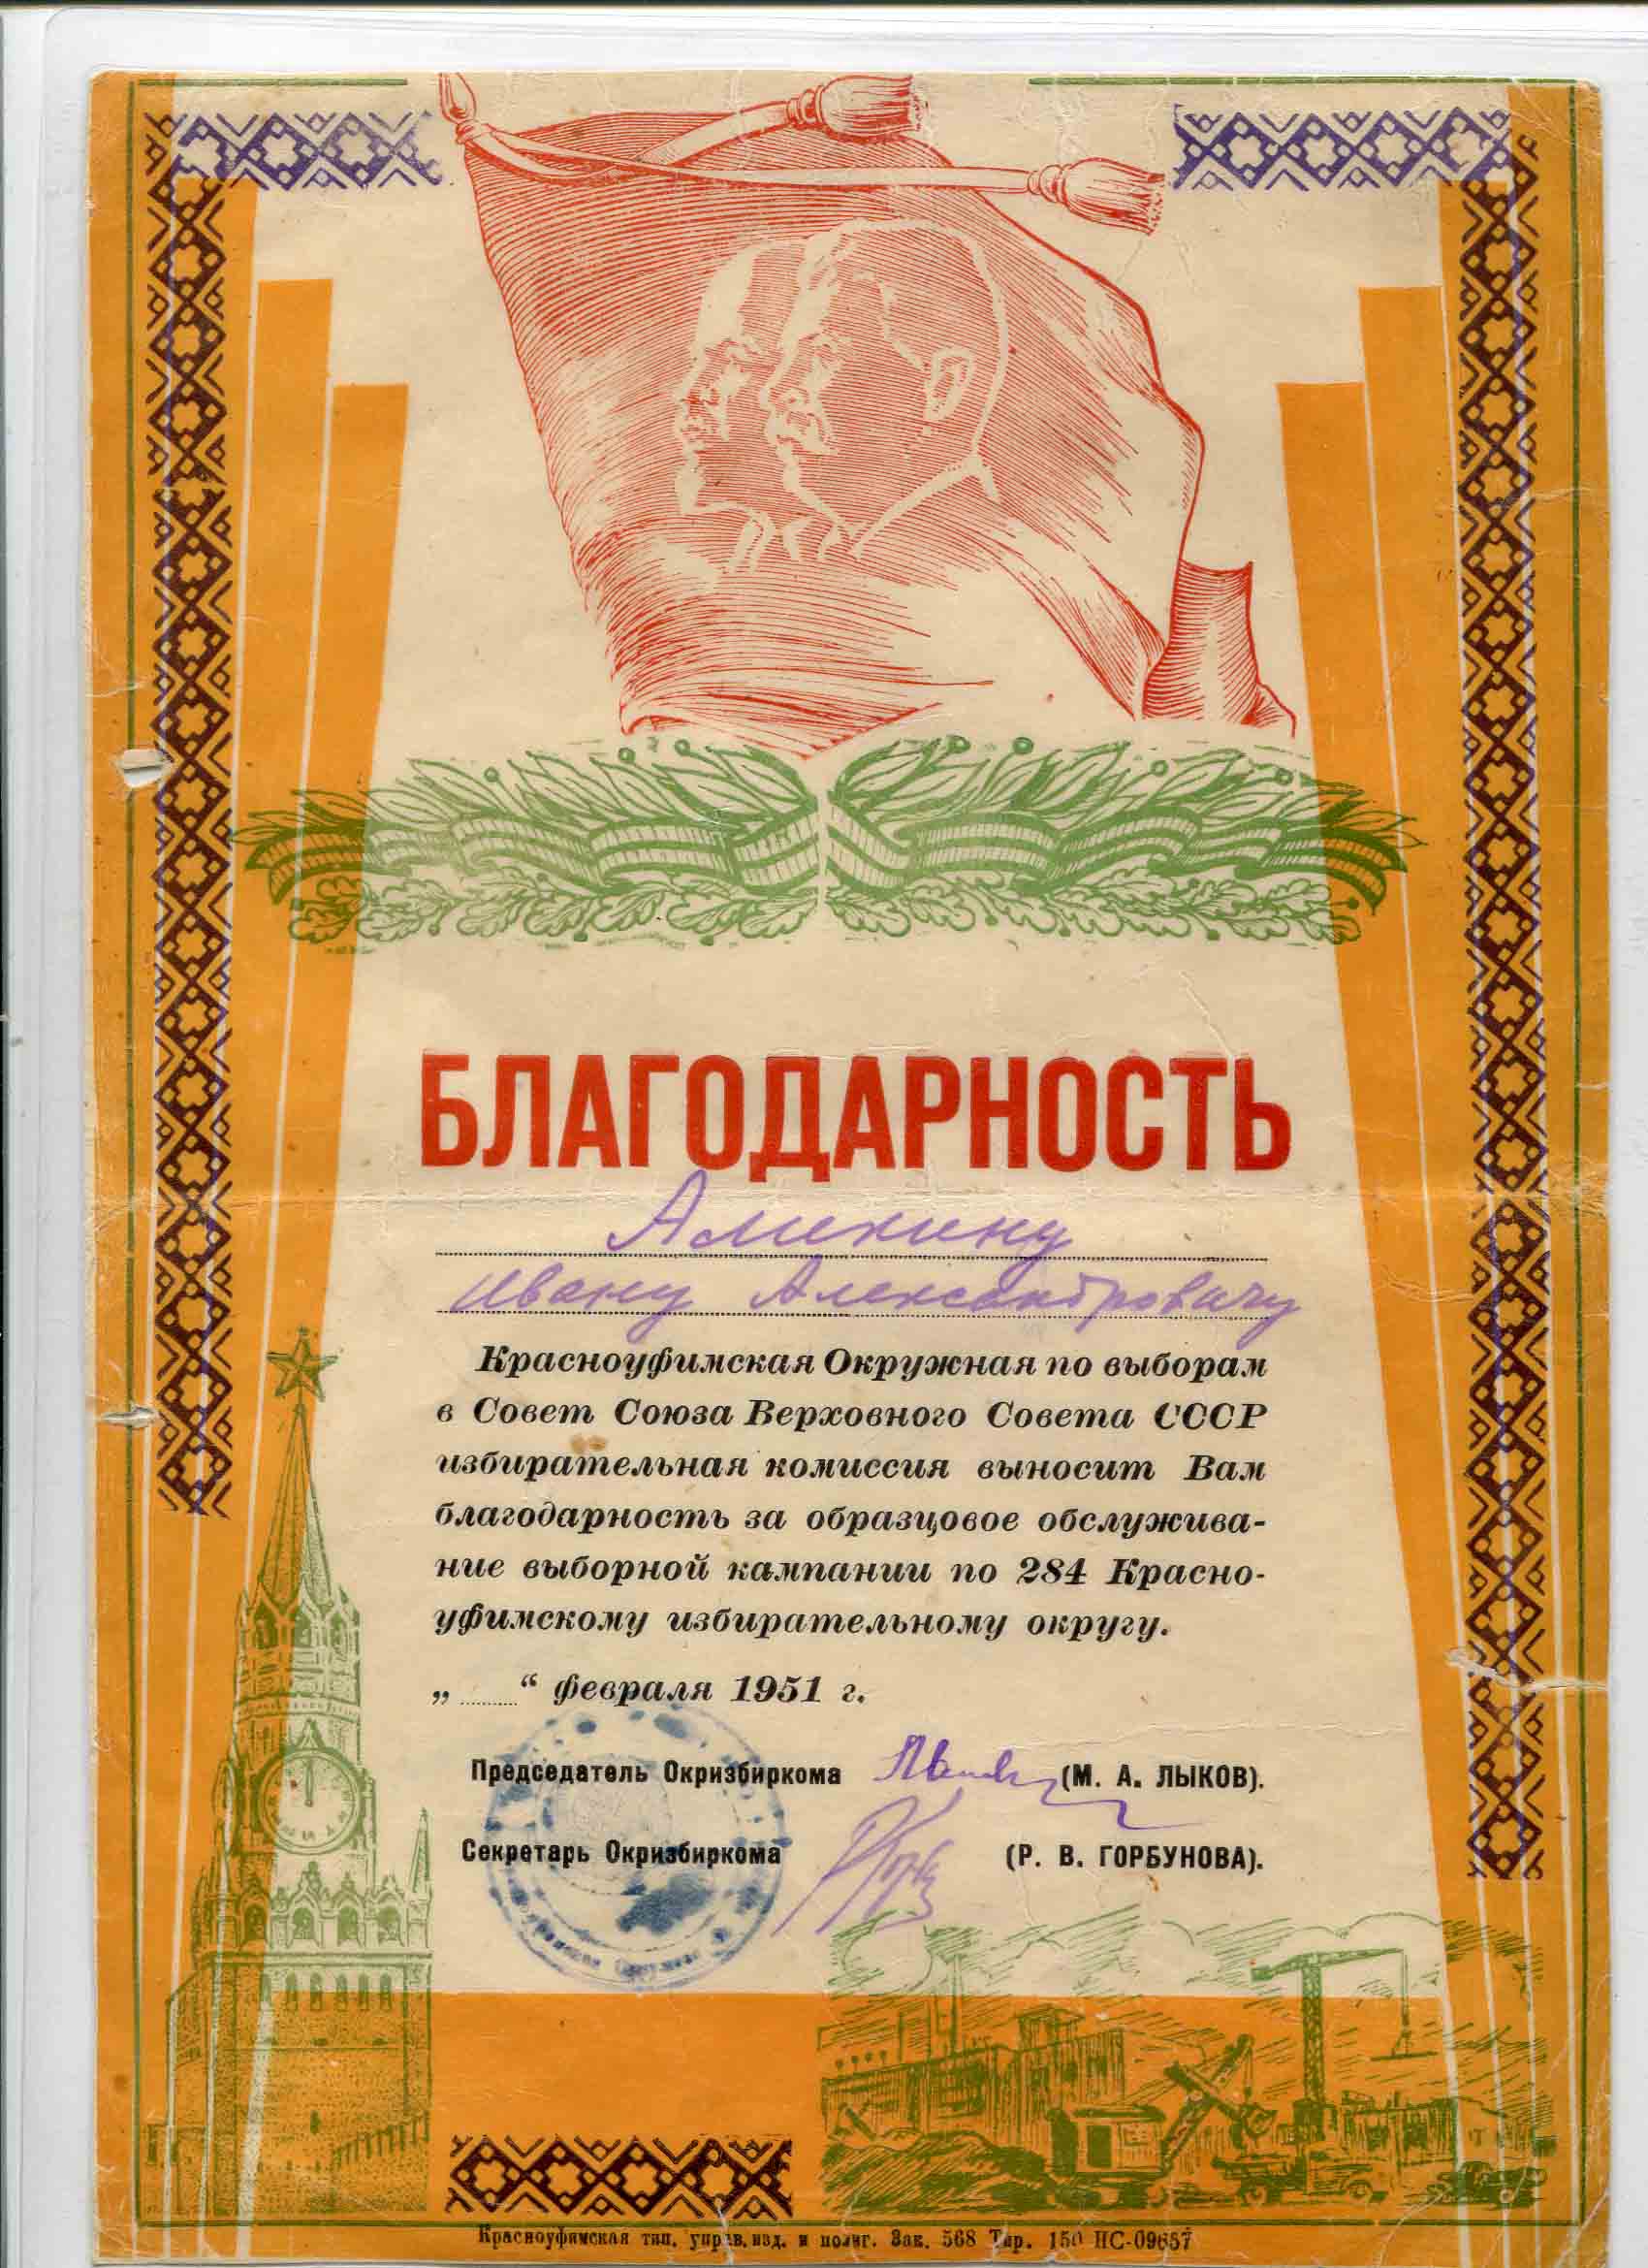 БЛАГОДАРНОСТЬ
Ивану Александровичу
Красноуфимская Окружная по выборам
в Совет Союза Верховного Совета СССР
избирательная комиссия выносит Вам
благодарность за образцовое обслужива-
ние выборной кампании по 284 Красно-
уфимскому избирательному округу.
„......“ февраля 1951 г.
Председатель Окризбиркома (М. А. ЛЫКОВ).
Секретарь Окризбиркома (Р. В. ГОРБУНОВА).
Красноуфимская тип. управ. изд. и полиг. Зак. 568 Тир. 150 НС-09657